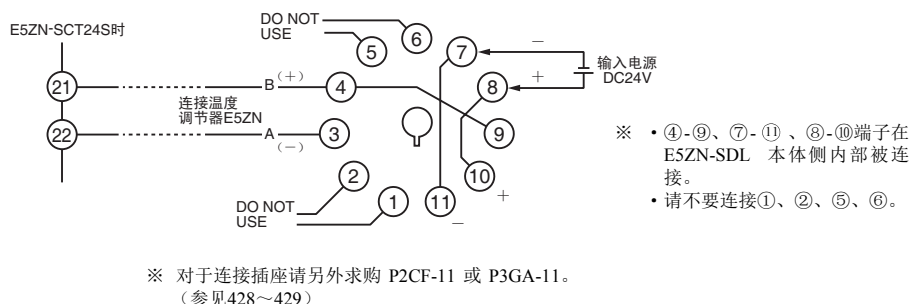 E5ZN-SCT24S时
DO NOT
USE
⑥
⑤
⑦
−
输入电源
DC24V
+
⑧
㉑
B(+)
④
连接温度
调节器E5ZN
㉒
A
(−)
③
⑨
②
①
⑩
+
⑪
−
DO NOT
USE
※ •④-⑨、⑦-⑪、⑧-⑩端子在
E5ZN-SDL 本体侧内部被连
接。
•请不要连接①、②、⑤、⑥。
※ 对于连接插座请另外求购 P2CF-11 或 P3GA-11。
(参见428~429)